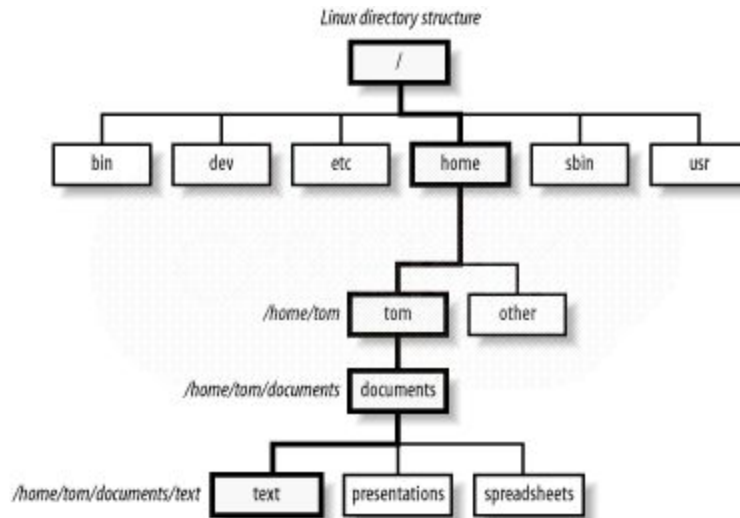 Linux directory structure
/
bin dev etc home sbin usr
/home/tom tom other
/home/tom/documents documents
/home/tom/documents/text text presentations spreadsheets